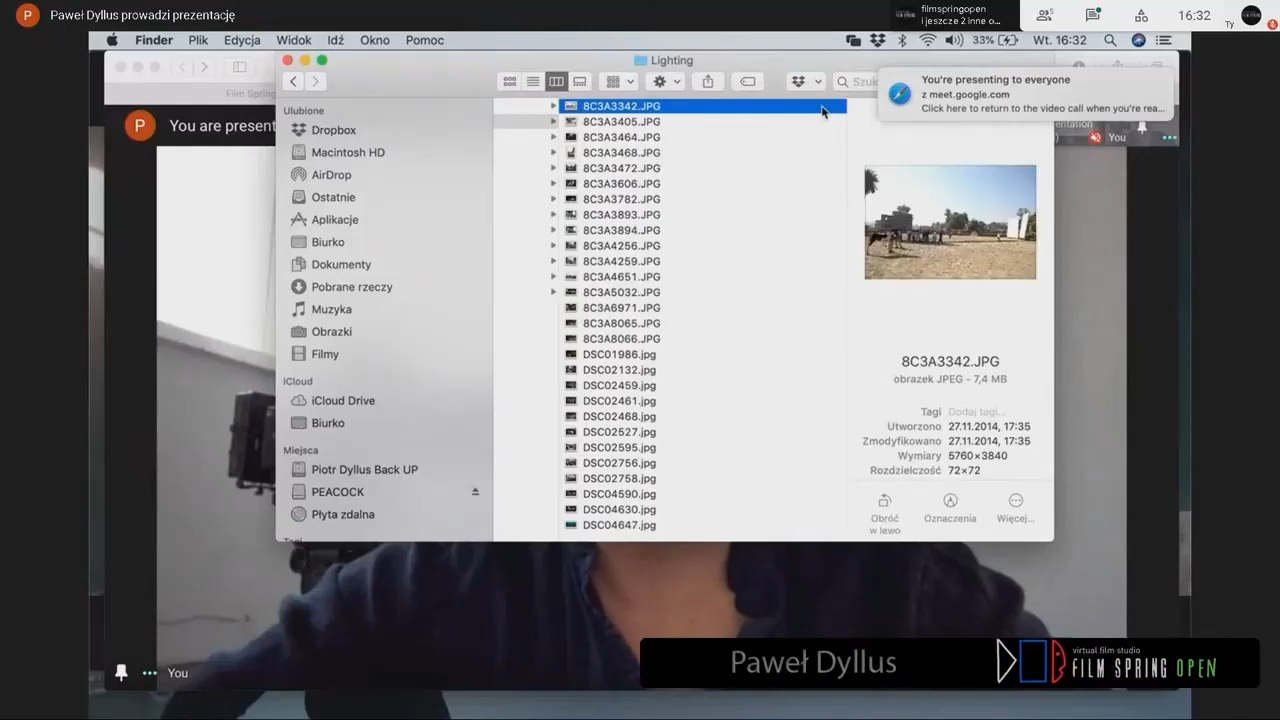 P
Paweł Dyllus prowadzi prezentację
filmspringopen
i jeszcze 2 inne o...
5
16:32
Ty
Finder Plik Edycja Widok Idź Okno Pomoc
33% Wt. 16:32
Lighting
Szuk
You're presenting to everyone
z meet.google.com
Click here to return to the video call when you're rea...
Film Spring
P
You are present
entation
You
Ulubione
Dropbox
Macintosh HD
AirDrop
Ostatnie
Aplikacje
Biurko
Dokumenty
Pobrane rzeczy
Muzyka
Obrazki
Filmy
iCloud
iCloud Drive
Biurko
Miejsca
Piotr Dyllus Back UP
PEACOCK
Płyta zdalna
8C3A3342.JPG
8C3A3405.JPG
8C3A3464.JPG
8C3A3468.JPG
8C3A3472.JPG
8C3A3606.JPG
8C3A3782.JPG
8C3A3893.JPG
8C3A3894.JPG
8C3A4256.JPG
8C3A4259.JPG
8C3A4651.JPG
8C3A5032.JPG
8C3A6971.JPG
8C3A8065.JPG
8C3A8066.JPG
DSC01986.jpg
DSC02132.jpg
DSC02459.jpg
DSC02461.jpg
DSC02468.jpg
DSC02527.jpg
DSC02595.jpg
DSC02756.jpg
DSC02758.jpg
DSC04590.jpg
DSC04630.jpg
DSC04647.jpg
8C3A3342.JPG
obrazek JPEG - 7,4 MB
Tagi Dodaj tagi...
Utworzono 27.11.2014, 17:35
Zmodyfikowano 27.11.2014, 17:35
Wymiary 5760×3840
Rozdzielczość 72×72
Obróć
w lewo
Oznaczenia
Więcej...
You
Paweł Dyllus
virtual film studio
FILM SPRING OPEN